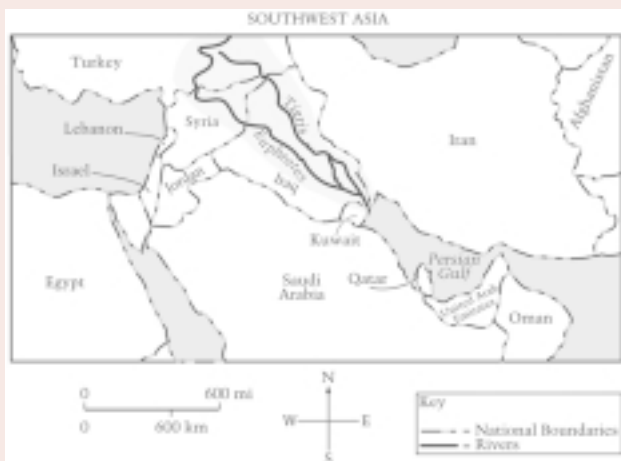 SOUTHWEST ASIA
Turkey
Afghanistan
Lebanon
Syria
Tigris
Iran
Euphrates
Israel
Jordan
Iraq
Kuwait
Egypt
Saudi
Arabia
Qatar
Persian
Gulf
United Arab
Emirates
Oman
0 600 mi
0 600 km
N
W E
S
Key
National Boundaries
Rivers